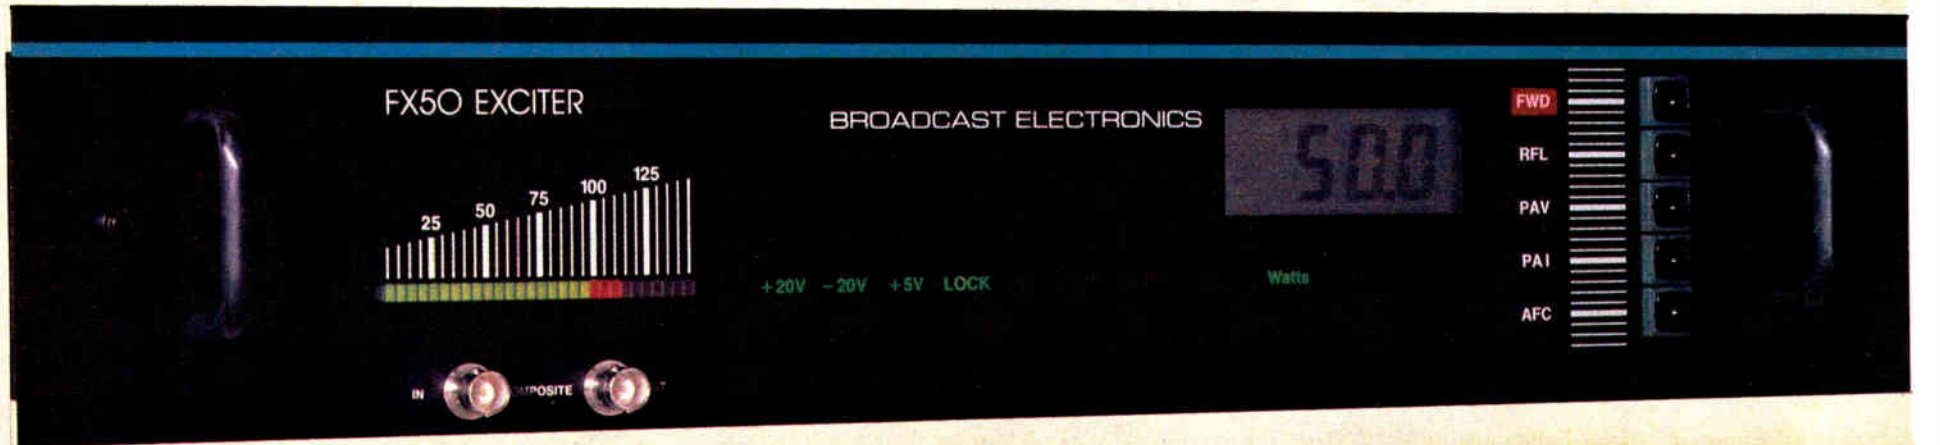 FX50 EXCITER
BROADCAST ELECTRONICS
50.0
25 50 75 100 125
+20V -20V +5V LOCK
Watts
FWD
RFL
PAV
PAI
AFC
IN